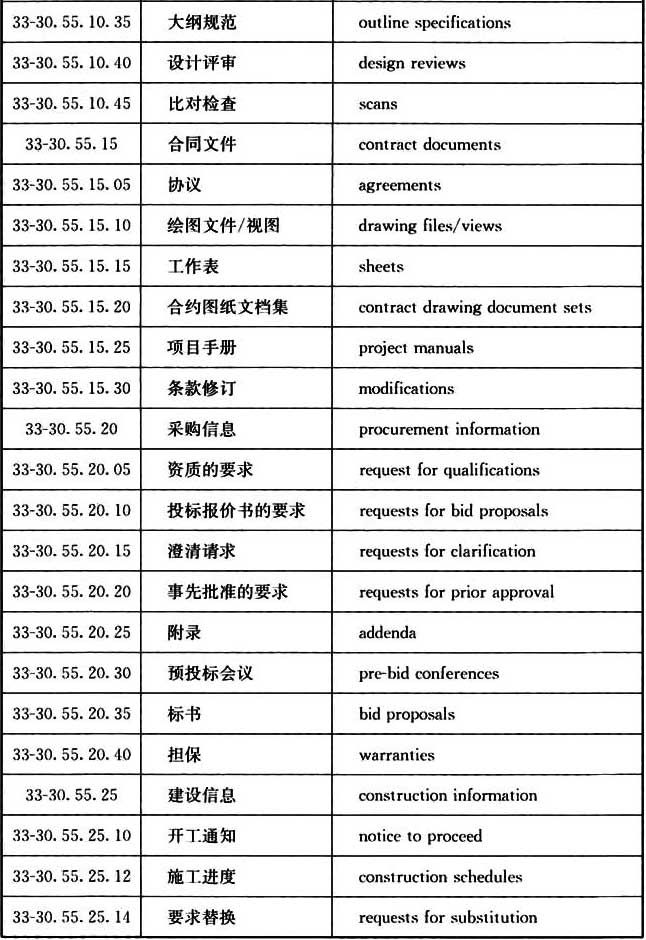 33-30. 55. 10. 35 大纲规范 outline specifications
33-30. 55. 10. 40 设计评审 design reviews
33-30. 55. 10. 45 比对检查 scans
33-30. 55. 15 合同文件 contract documents
33-30. 55. 15. 05 协议 agreements
33-30. 55. 15. 10 绘图文件/视图 drawing files/views
33-30. 55. 15. 15 工作表 sheets
33-30. 55. 15. 20 合约图纸文档集 contract drawing document sets
33-30. 55. 15. 25 项目手册 project manuals
33-30. 55. 15. 30 条款修订 modifications
33-30. 55. 20 采购信息 procurement information
33-30. 55. 20. 05 资质的要求 request for qualifications
33-30. 55. 20. 10 投标报价书的要求 requests for bid proposals
33-30. 55. 20. 15 澄清请求 requests for clarification
33-30. 55. 20. 20 事先批准的要求 requests for prior approval
33-30. 55. 20. 25 附录 addenda
33-30. 55. 20. 30 预投标会议 pre-bid conferences
33-30. 55. 20. 35 标书 bid proposals
33-30. 55. 20. 40 担保 warranties
33-30. 55. 25 建设信息 construction information
33-30. 55. 25. 10 开工通知 notice to proceed
33-30. 55. 25. 12 施工进度 construction schedules
33-30. 55. 25. 14 要求替换 requests for substitution